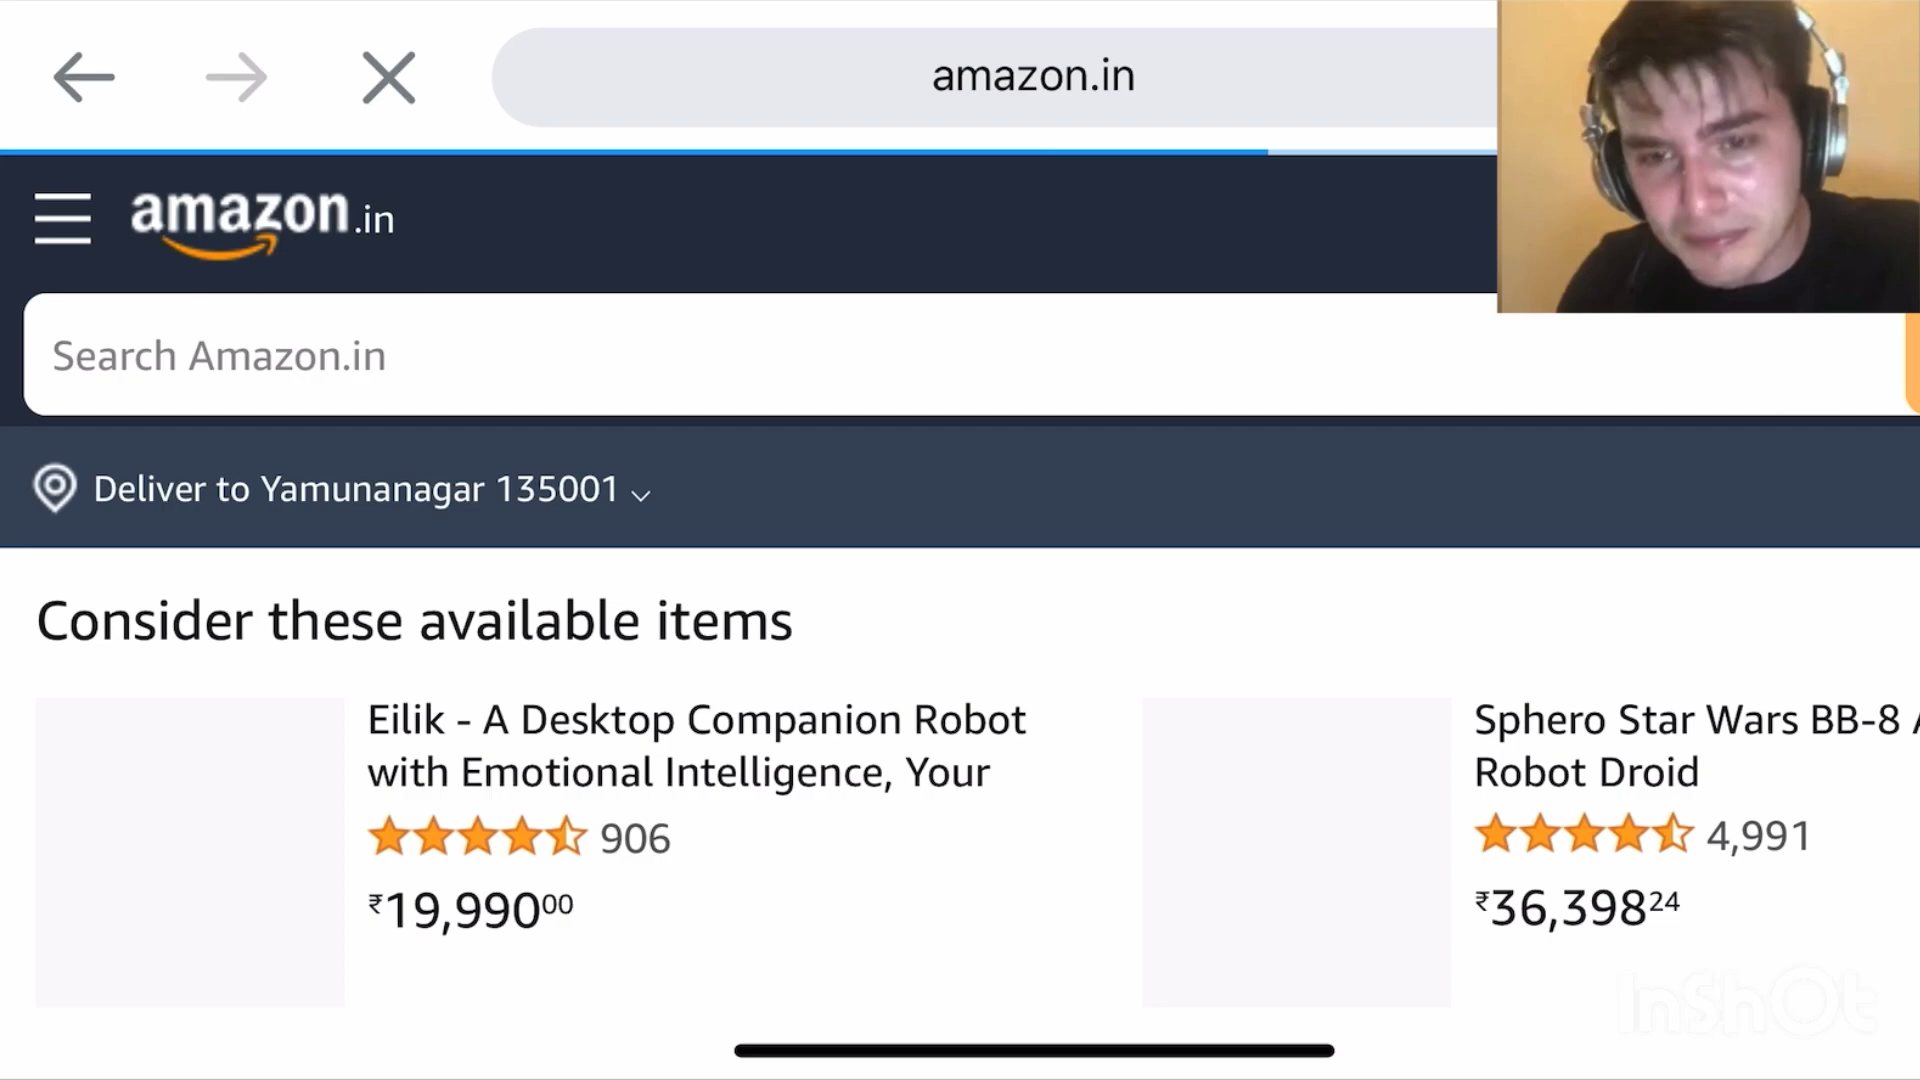 amazon.in
amazon.in
Search Amazon.in
Deliver to Yamunanagar 135001
Consider these available items
Eilik - A Desktop Companion Robot
with Emotional Intelligence, Your
906
₹19,99000
Sphero Star Wars BB-8
Robot Droid
4,991
₹36,39824
InShOt